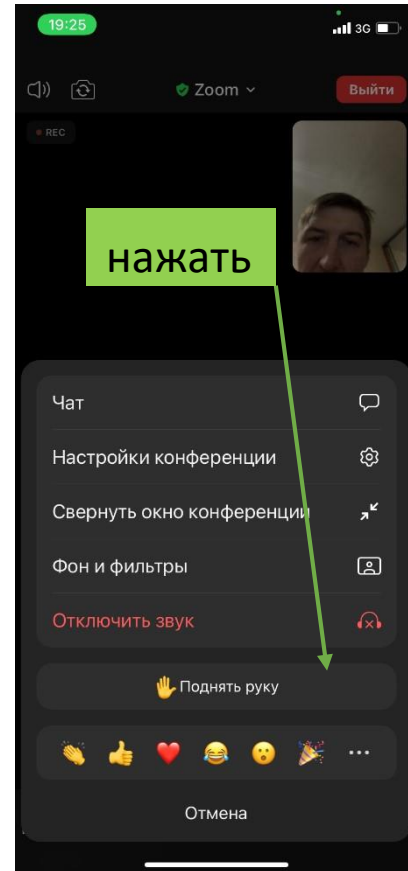 19:25
3G
Zoom
Выйти
REC
нажать
Чат
Настройки конференции
Свернуть окно конференции
Фон и фильтры
Отключить звук
Поднять руку
Отмена